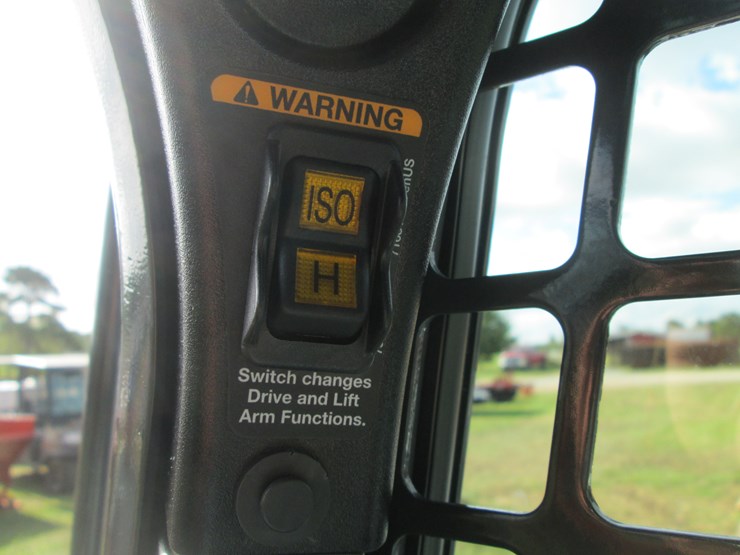 WARNING
ISO
H
Switch changes
Drive and Lift
Arm Functions.